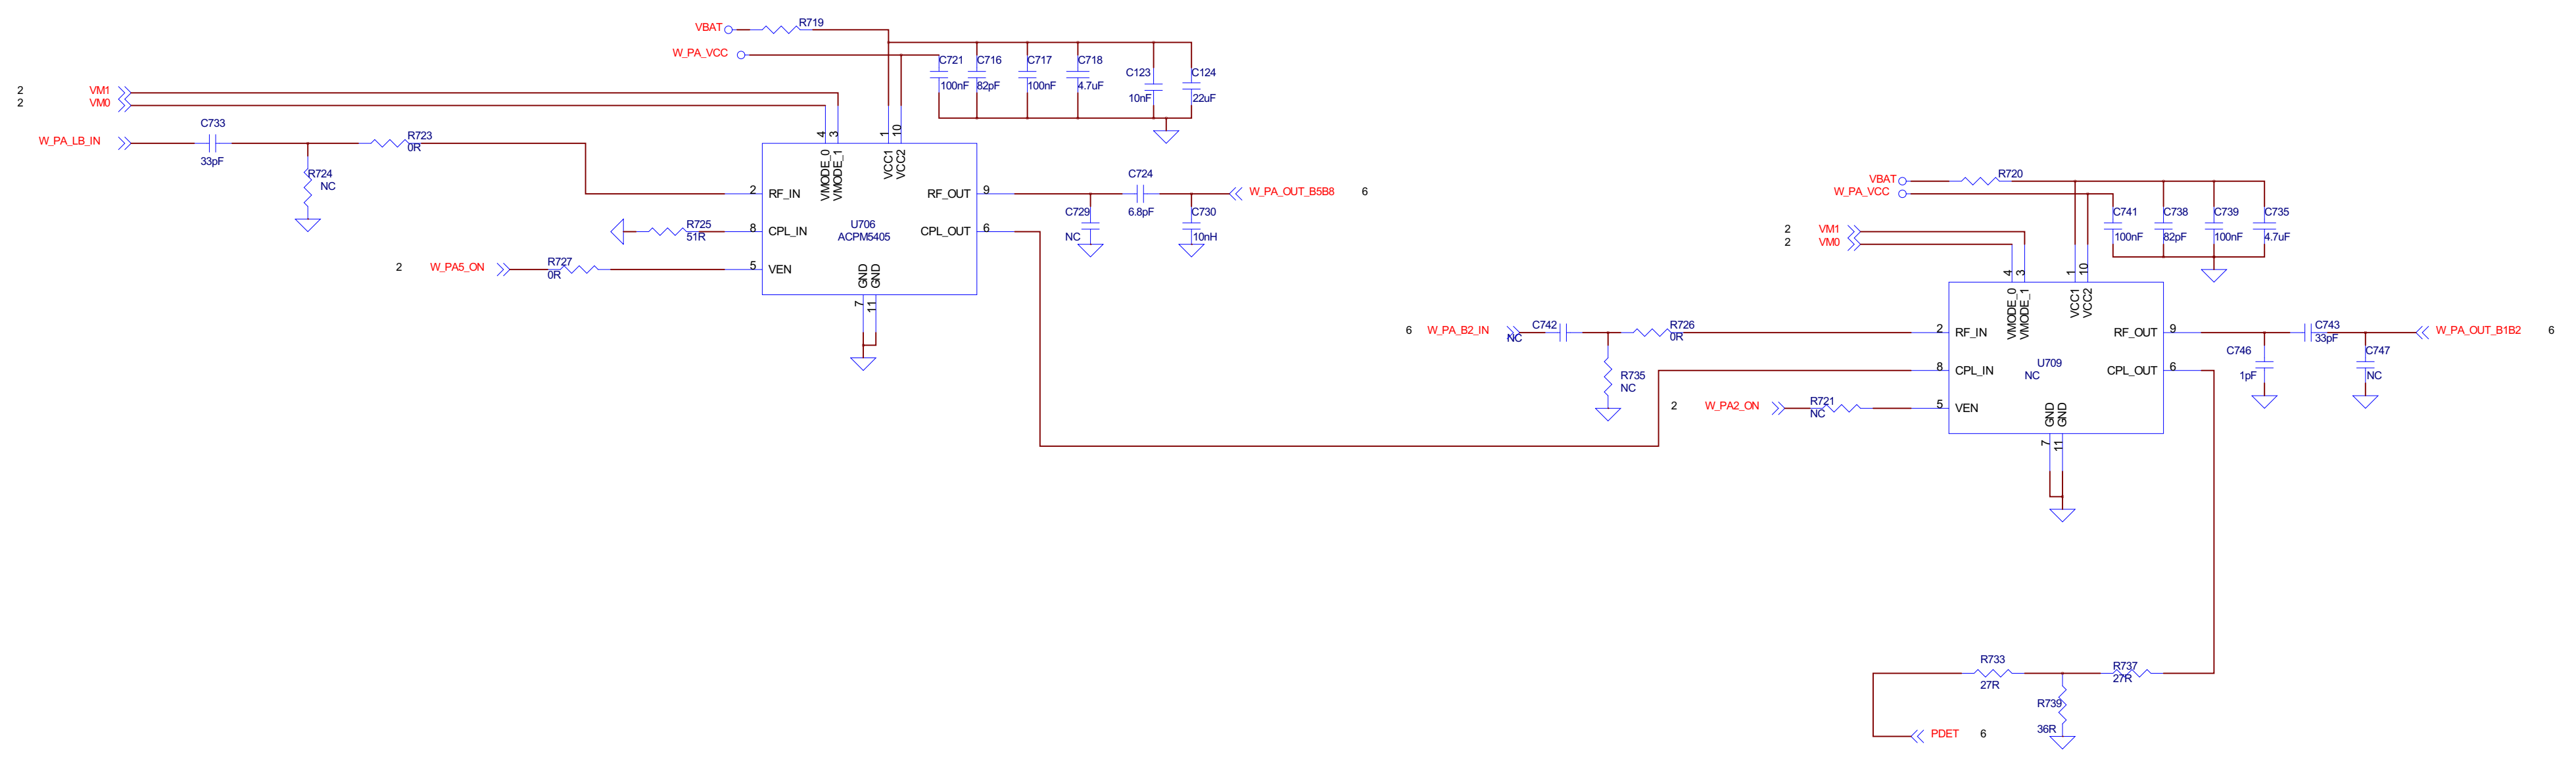 VBAT
R719
W_PA_VCC
C721
100nF
C716
82pF
C717
100nF
C718
4.7uF
C123
10nF
C124
22uF
2
VM1
2
VM0
W_PA_LB_IN
C733
33pF
R724
NC
R723
0R
4
3
1
10
VMODE_0
VMODE_1
VCC1
VCC2
2
RF_IN
RF_OUT
9
R725
51R
8
CPL_IN
U706
ACPM5405
CPL_OUT
6
2
W_PA5_ON
R727
0R
5
VEN
GND
GND
7
11
C729
NC
C724
6.8pF
C730
10nH
W_PA_OUT_B5B8
6
VBAT
R720
W_PA_VCC
C741
100nF
C738
82pF
C739
100nF
C735
4.7uF
2
VM1
2
VM0
4
3
1
10
VMODE_0
VMODE_1
VCC1
VCC2
6
W_PA_B2_IN
C742
NC
R726
0R
R735
NC
2
RF_IN
RF_OUT
9
8
CPL_IN
U709
NC
CPL_OUT
6
2
W_PA2_ON
R721
NC
5
VEN
GND
GND
7
11
C746
1pF
C743
33pF
C747
NC
W_PA_OUT_B1B2
6
R733
27R
R737
27R
R739
36R
PDET
6